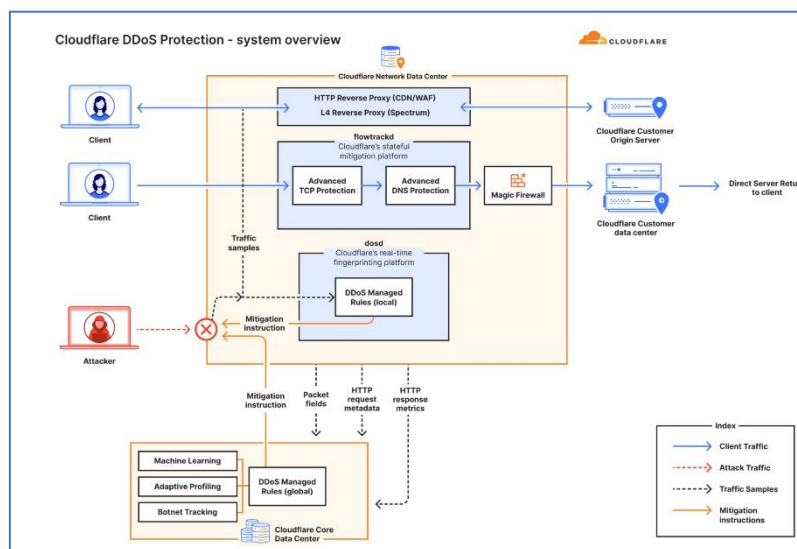 Cloudflare DDoS Protection - system overview
CLOUDFLARE
Cloudflare Network Data Center
HTTP Reverse Proxy (CDN/WAF)
L4 Reverse Proxy (Spectrum)
Client
Cloudflare Customer
Origin Server
flowtrackd
Cloudflare's stateful
mitigation platform
Advanced
TCP Protection
Advanced
DNS Protection
Magic Firewall
Client
Cloudflare Customer
data center
Direct Server Retu
to client
Traffic
samples
dosd
Cloudflare's real-time
fingerprinting platform
DDoS Managed
Rules (local)
Mitigation
instruction
Attacker
Mitigation
instruction
Packet
fields
HTTP
request
metadata
HTTP
response
metrics
Machine Learning
Adaptive Profiling
Botnet Tracking
DDoS Managed
Rules (global)
Cloudflare Core
Data Center
Index
Client Traffic
Attack Traffic
Traffic Samples
Mitigation
instructions